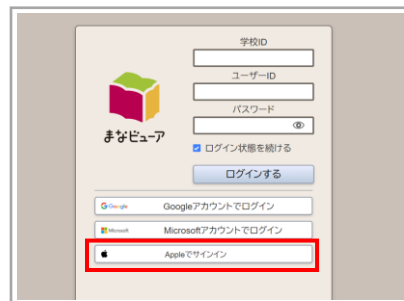 学校ID
ユーザーID
パスワード
まなビューア
ログイン状態を続ける
ログインする
Google Googleアカウントでログイン
Microsoft Microsoftアカウントでログイン
Appleでサインイン